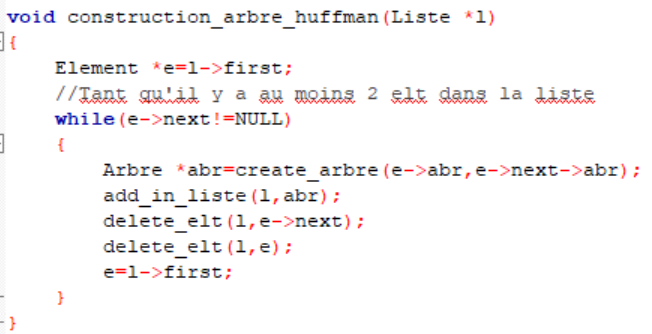 void construction_arbre_huffman(Liste *l)
{
    Element *e=l->first;
    //Tant qu'il y a au moins 2 elt dans la liste
    while(e->next!=NULL)
    {
        Arbre *abr=create_arbre(e->abr,e->next->abr);
        add_in_liste(l,abr);
        delete_elt(l,e->next);
        delete_elt(l,e);
        e=l->first;
    }
}